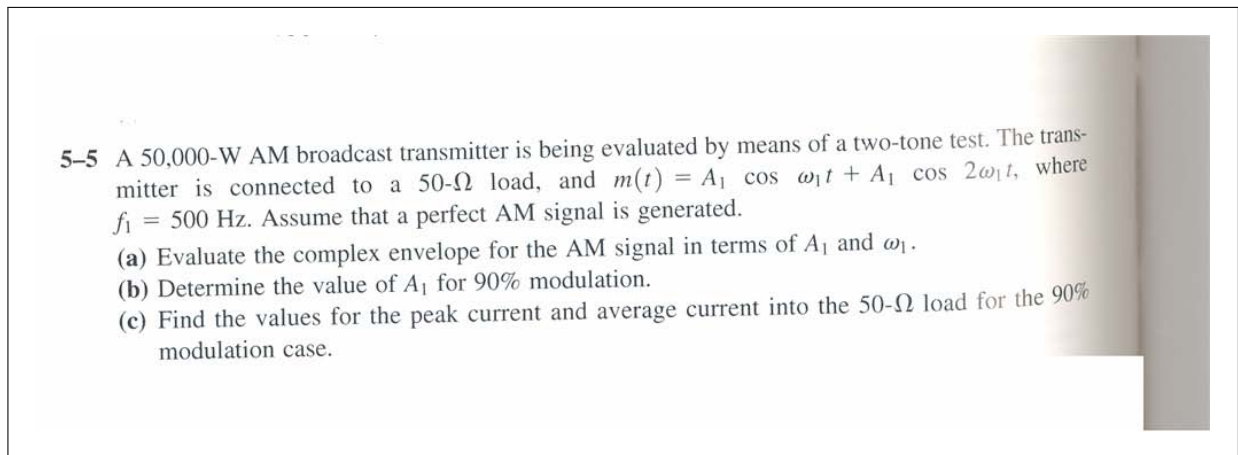 5–5 A 50,000-W AM broadcast transmitter is being evaluated by means of a two-tone test. The trans-
mitter is connected to a 50-Ω load, and m(t) = A₁ cos ω₁t + A₁ cos 2ω₁t, where
f₁ = 500 Hz. Assume that a perfect AM signal is generated.
(a) Evaluate the complex envelope for the AM signal in terms of A₁ and ω₁.
(b) Determine the value of A₁ for 90% modulation.
(c) Find the values for the peak current and average current into the 50-Ω load for the 90%
modulation case.